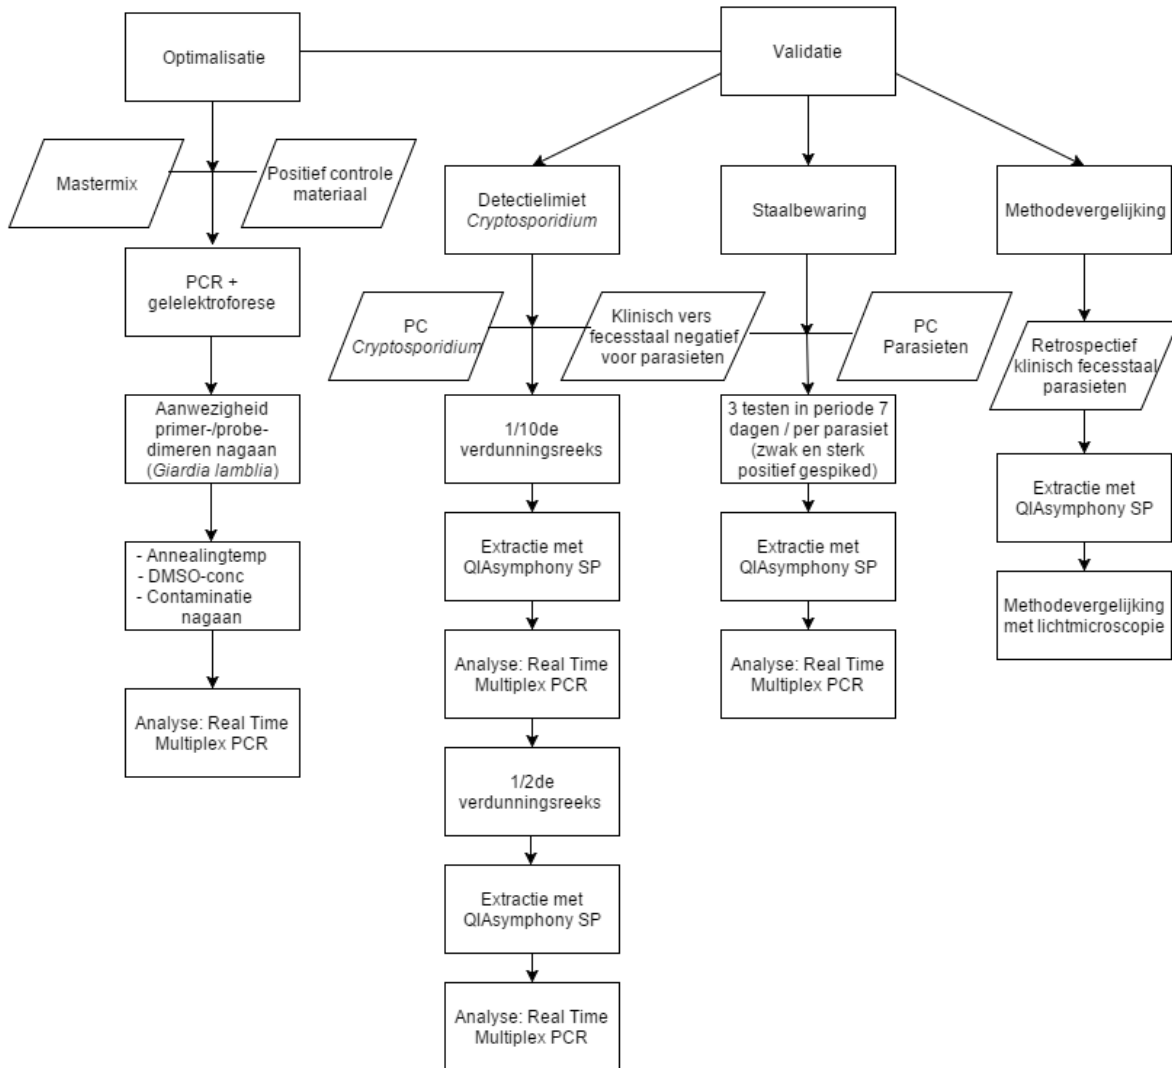 Optimalisatie
Validatie
Mastermix
Positief controle
materiaal
PCR +
gelelektroforese
Aanwezigheid
primer-/probe-
dimeren nagaan
(Giardia lamblia)
- Annealingtemp
- DMSO-conc
- Contaminatie
nagaan
Analyse: Real Time
Multiplex PCR
Detectielimiet
Cryptosporidium
PC
Cryptosporidium
Klinisch vers
fecesstaal negatief
voor parasieten
1/10de
verdunningsreeks
Extractie met
QIAsymphony SP
Analyse: Real Time
Multiplex PCR
1/2de
verdunningsreeks
Extractie met
QIAsymphony SP
Analyse: Real Time
Multiplex PCR
Staalbewaring
PC
Parasieten
3 testen in periode 7
dagen / per parasiet
(zwak en sterk
positief gespiked)
Extractie met
QIAsymphony SP
Analyse: Real Time
Multiplex PCR
Methodevergelijking
Retrospectief
klinisch fecesstaal
parasieten
Extractie met
QIAsymphony SP
Methodevergelijking
met lichtmicroscopie